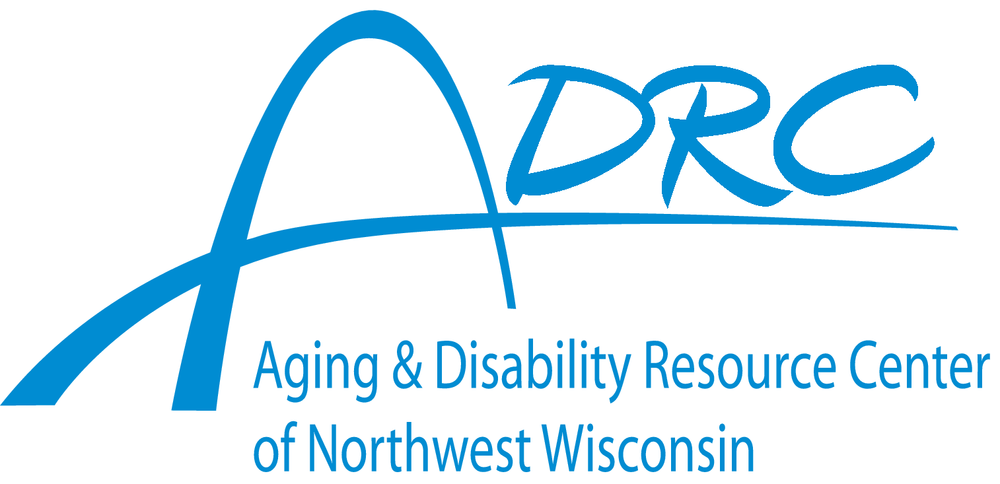 ADRC
Aging & Disability Resource Center
of Northwest Wisconsin